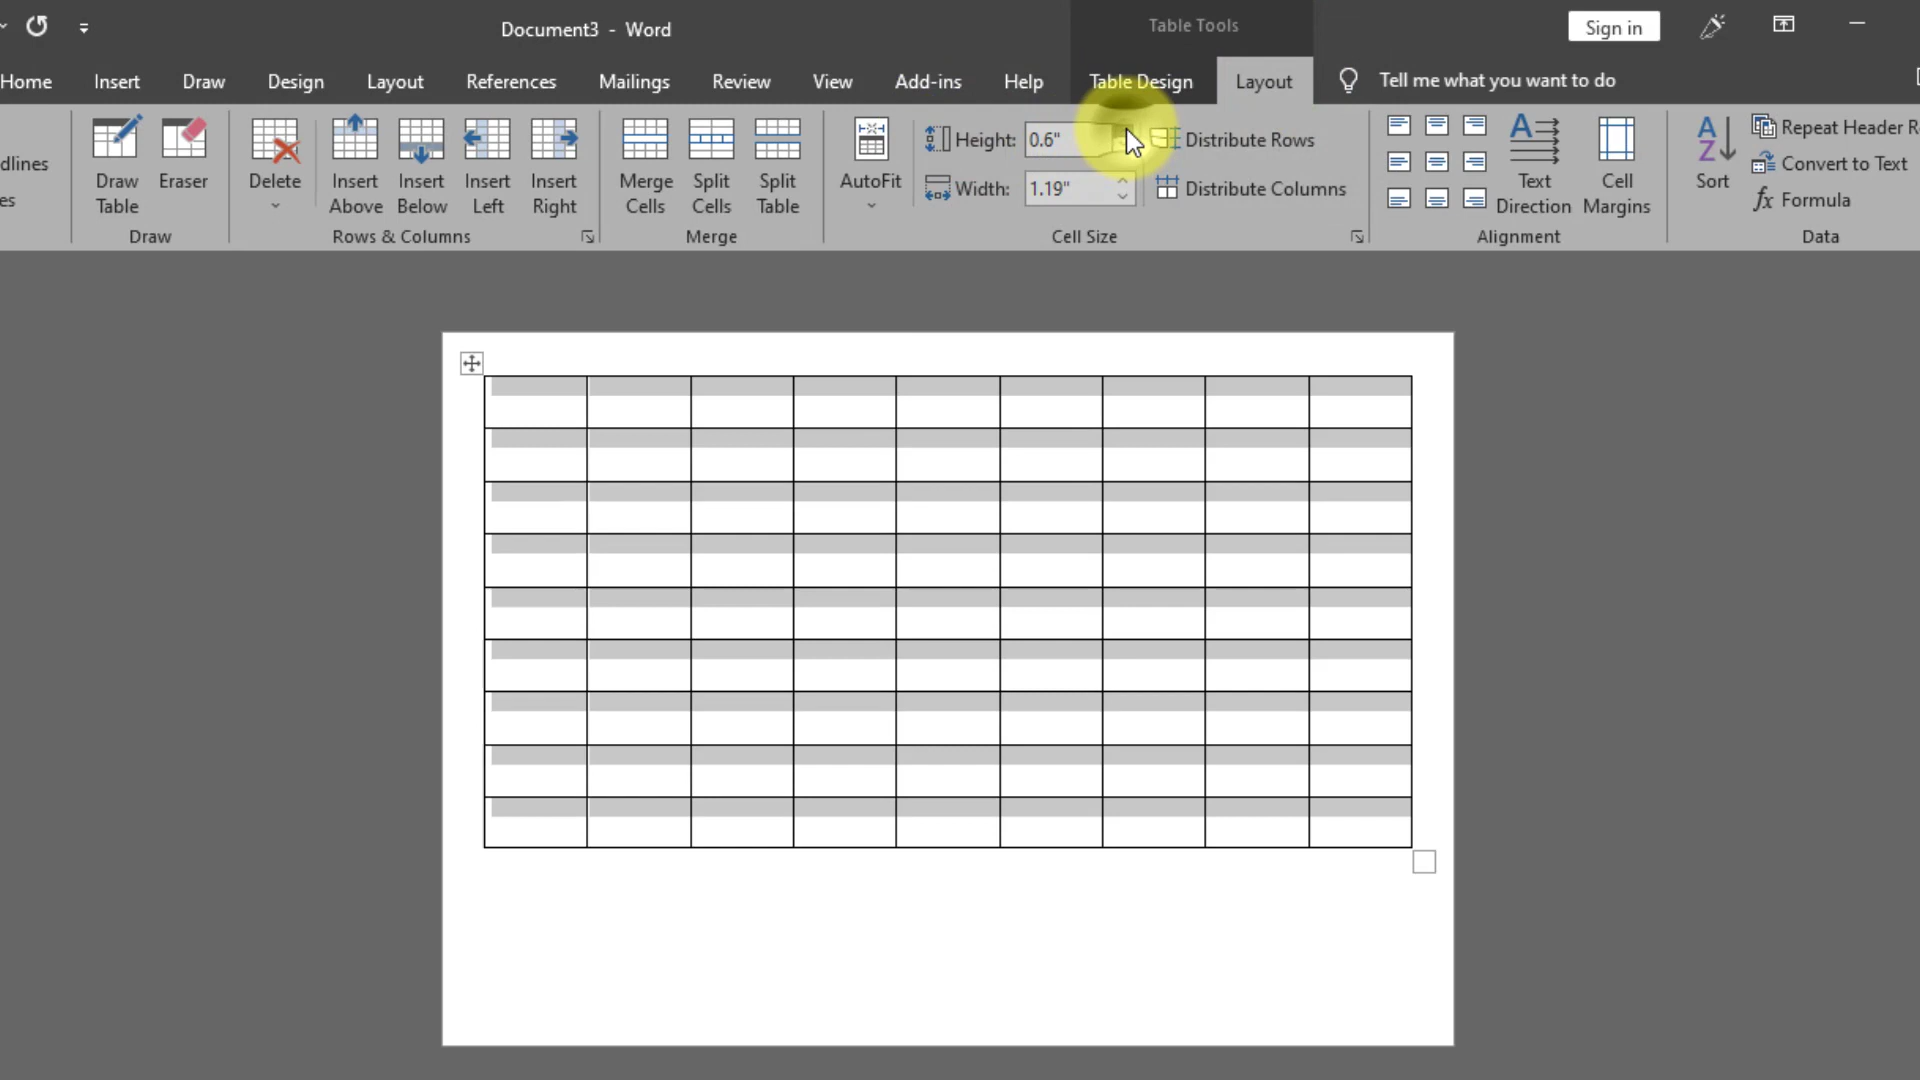 Document3 - Word
Table Tools
Sign in
Home
Insert
Draw
Design
Layout
References
Mailings
Review
View
Add-ins
Help
Table Design
Layout
Tell me what you want to do
dlines
es
Draw
Table
Eraser
Draw
Delete
Insert
Above
Insert
Below
Insert
Left
Insert
Right
Rows & Columns
Merge
Cells
Split
Cells
Split
Table
Merge
AutoFit
Height:
0.6"
Distribute Rows
Width:
1.19"
Distribute Columns
Cell Size
Text
Direction
Cell
Margins
Alignment
Sort
Repeat Header Ro
Convert to Text
fx Formula
Data